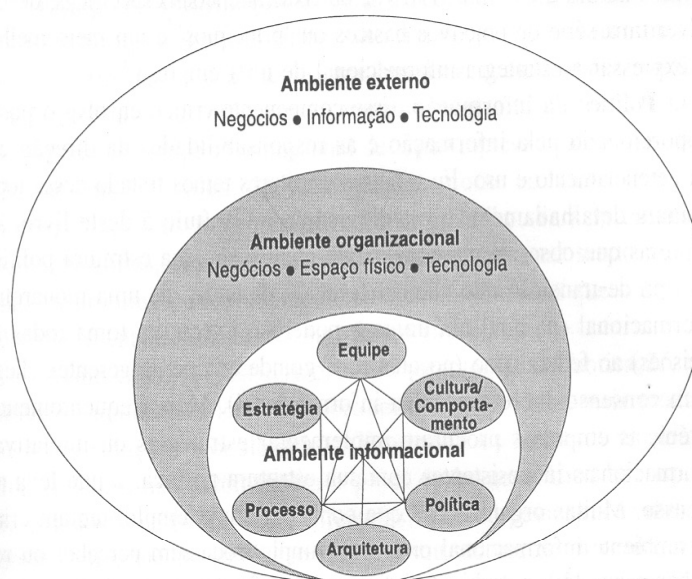 Ambiente externo
Negócios ● Informação ● Tecnologia
Ambiente organizacional
Negócios ● Espaço físico ● Tecnologia
Equipe
Estratégia
Cultura/
Comporta-
mento
Ambiente informacional
Processo
Política
Arquitetura